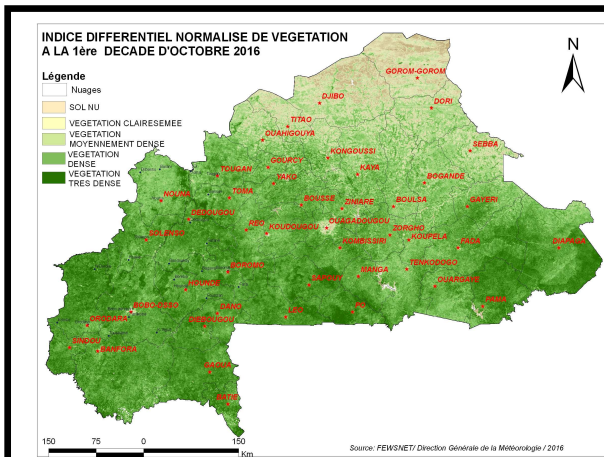 INDICE DIFFERENTIEL NORMALISE DE VEGETATION
A LA 1ère DECADE D'OCTOBRE 2016
N
Légende
Nuages
SOL NU
VEGETATION CLAIRESEMEE
VEGETATION
MOYENNEMENT DENSE
VEGETATION
DENSE
VEGETATION
TRES DENSE
GOROM-GOROM
DJIBO
DORI
TITAO
OUAHIGOUYA
SEBBA
KONGOUSSI
GOURCY
TOUGAN
KAYA
YAKO
BOGANDE
NOUNA
TOMA
BOUSSE
ZINIARE
BOULSA
GAYERI
DEDOUGOU
REO
KOUDOUGOU
OUAGADOUGOU
ZORGHO
KOUPELA
SOLENZO
KOMBISSIRI
FADA
DIAPAGA
BOROMO
TENKODOGO
MANGA
HOUNDE
SAPOUY
OUARGAYE
BOBO-DSSO
DANO
LEO
PO
PAMA
ORODARA
DIEBOUGOU
SINDOU
BANFORA
GAOUA
BATIE
150 75 0 150
Km
Source: FEWSNET/ Direction Générale de la Météorologie / 2016